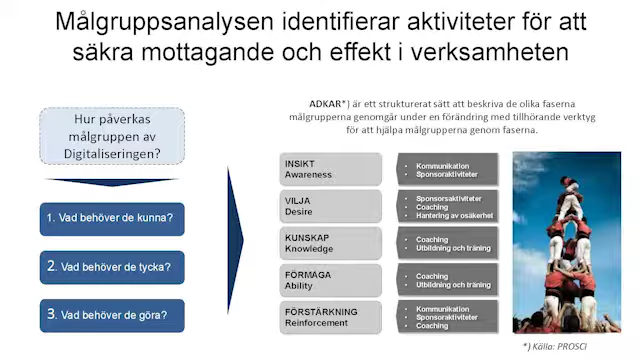 Målgruppsanalysen identifierar aktiviteter för att
säkra mottagande och effekt i verksamheten
Hur påverkas
målgruppen av
Digitaliseringen?
1. Vad behöver de kunna?
2. Vad behöver de tycka?
3. Vad behöver de göra?
ADKAR*) är ett strukturerat sätt att beskriva de olika faserna
målgrupperna genomgår under en förändring med tillhörande verktyg
för att hjälpa målgrupperna genom faserna.
INSIKT
Awareness
• Kommunikation
• Sponsoraktiviteter
VILJA
Desire
• Sponsorsaktiviteter
• Coaching
• Hantering av osäkerhet
KUNSKAP
Knowledge
• Coaching
• Utbildning och träning
FÖRMÅGA
Ability
• Coaching
• Utbildning och träning
FÖRSTÄRKNING
Reinforcement
• Kommunikation
• Sponsoraktiviteter
• Coaching
*) Källa: PROSCI